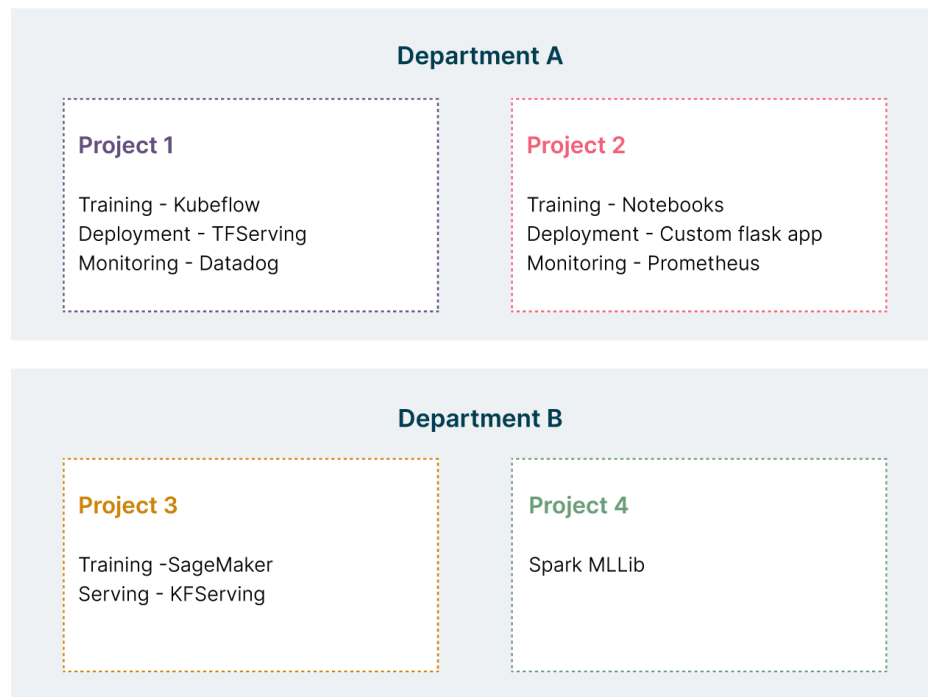 Department A
Project 1
Training - Kubeflow
Deployment - TFServing
Monitoring - Datadog
Project 2
Training - Notebooks
Deployment - Custom flask app
Monitoring - Prometheus
Department B
Project 3
Training -SageMaker
Serving - KFServing
Project 4
Spark MLLib